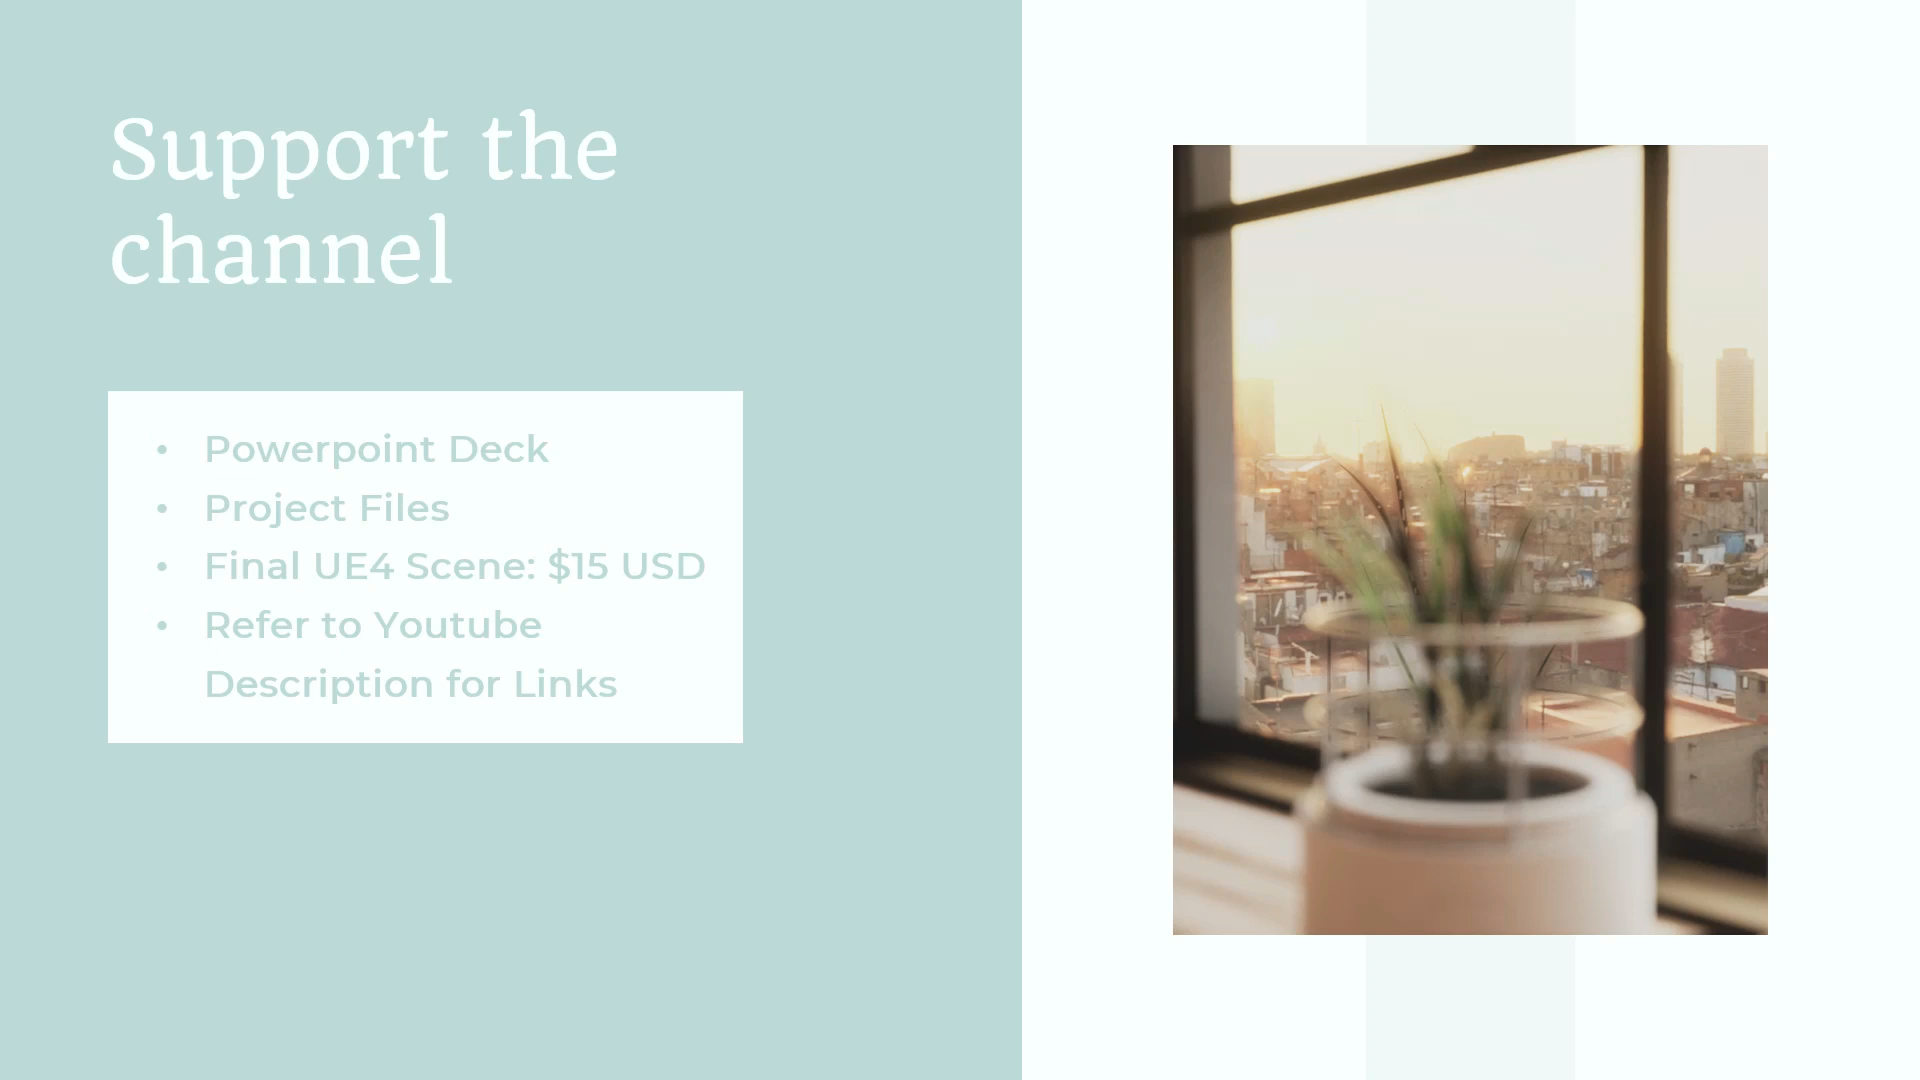 Support the
channel
• Powerpoint Deck
• Project Files
• Final UE4 Scene: $15 USD
• Refer to Youtube
Description for Links